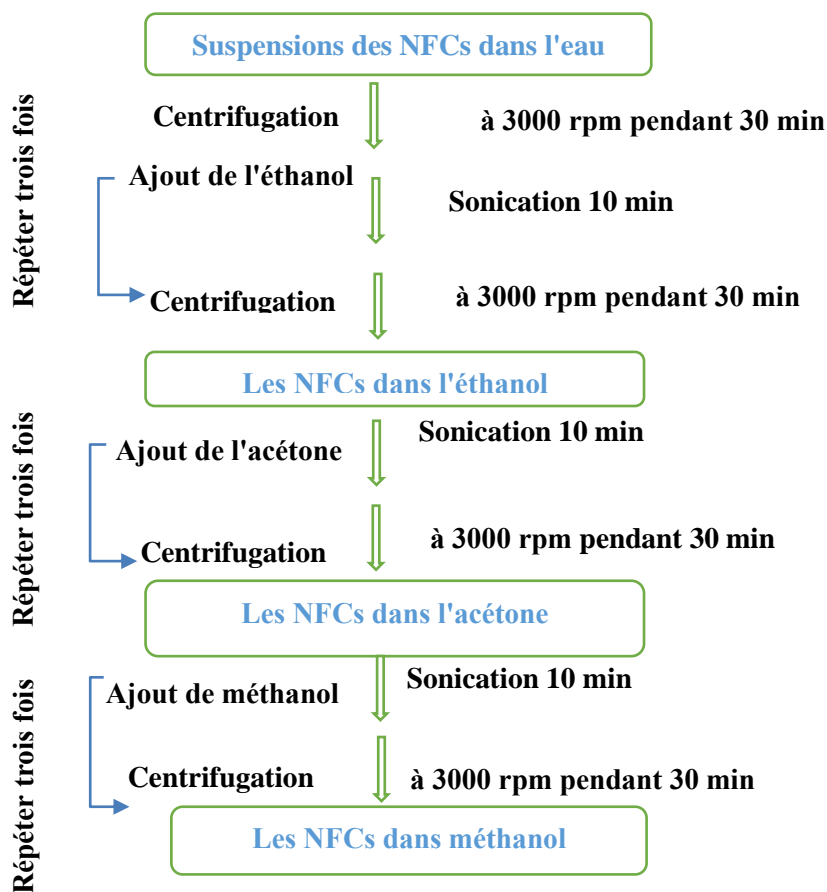 Suspensions des NFCs dans l'eau
Répéter trois fois
Centrifugation
à 3000 rpm pendant 30 min
Ajout de l'éthanol
Sonication 10 min
Centrifugation
à 3000 rpm pendant 30 min
Les NFCs dans l'éthanol
Répéter trois fois
Sonication 10 min
Ajout de l'acétone
Centrifugation
à 3000 rpm pendant 30 min
Les NFCs dans l'acétone
Répéter trois fois
Sonication 10 min
Ajout de méthanol
Centrifugation
à 3000 rpm pendant 30 min
Les NFCs dans méthanol